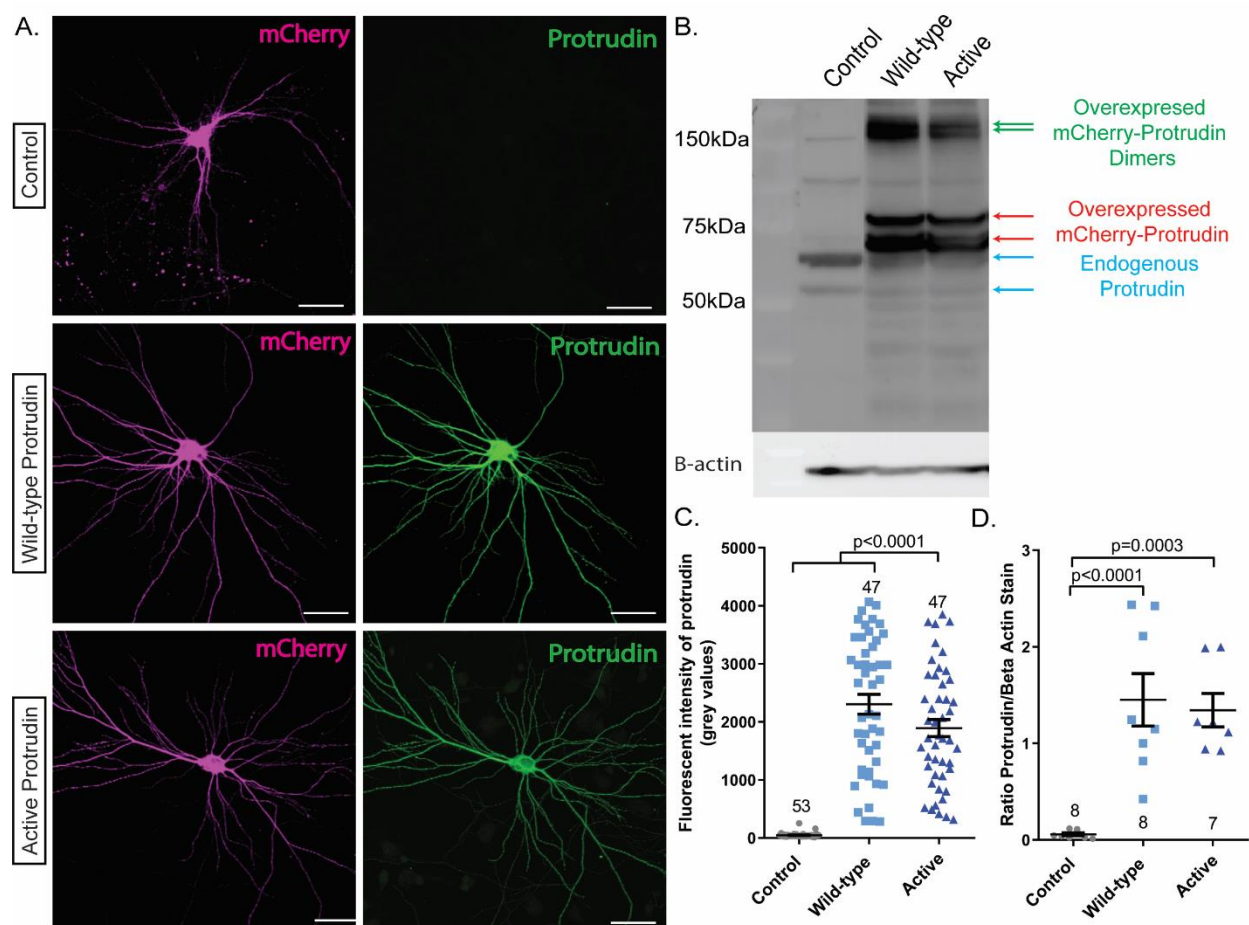 A.
mCherry
Protrudin
Control
mCherry
Protrudin
Wild-type Protrudin
mCherry
Protrudin
Active Protrudin
B.
Control
Wild-type
Active
150kDa
75kDa
50kDa
B-actin
Overexpresed
mCherry-Protrudin
Dimers
Overexpressed
mCherry-Protrudin
Endogenous
Protrudin
C.
p<0.0001
Fluorescent intensity of protrudin
(grey values)
5000
4000
3000
2000
1000
0
53
47
47
Control
Wild-type
Active
D.
p=0.0003
p<0.0001
Ratio Protrudin/Beta Actin Stain
3
2
1
0
8
8
7
Control
Wild-type
Active